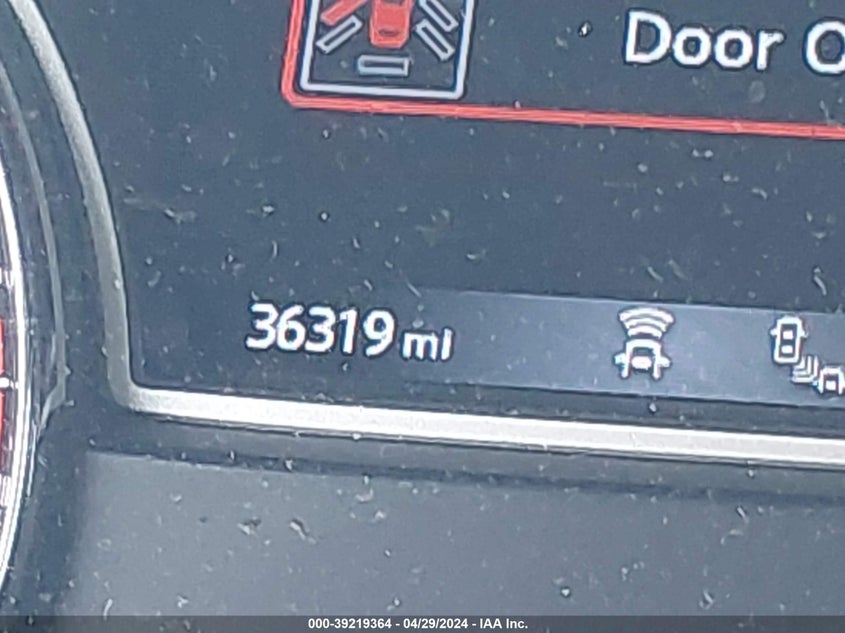 Door
36319 mi
000-39219364 - 04/29/2024 - IAA Inc.